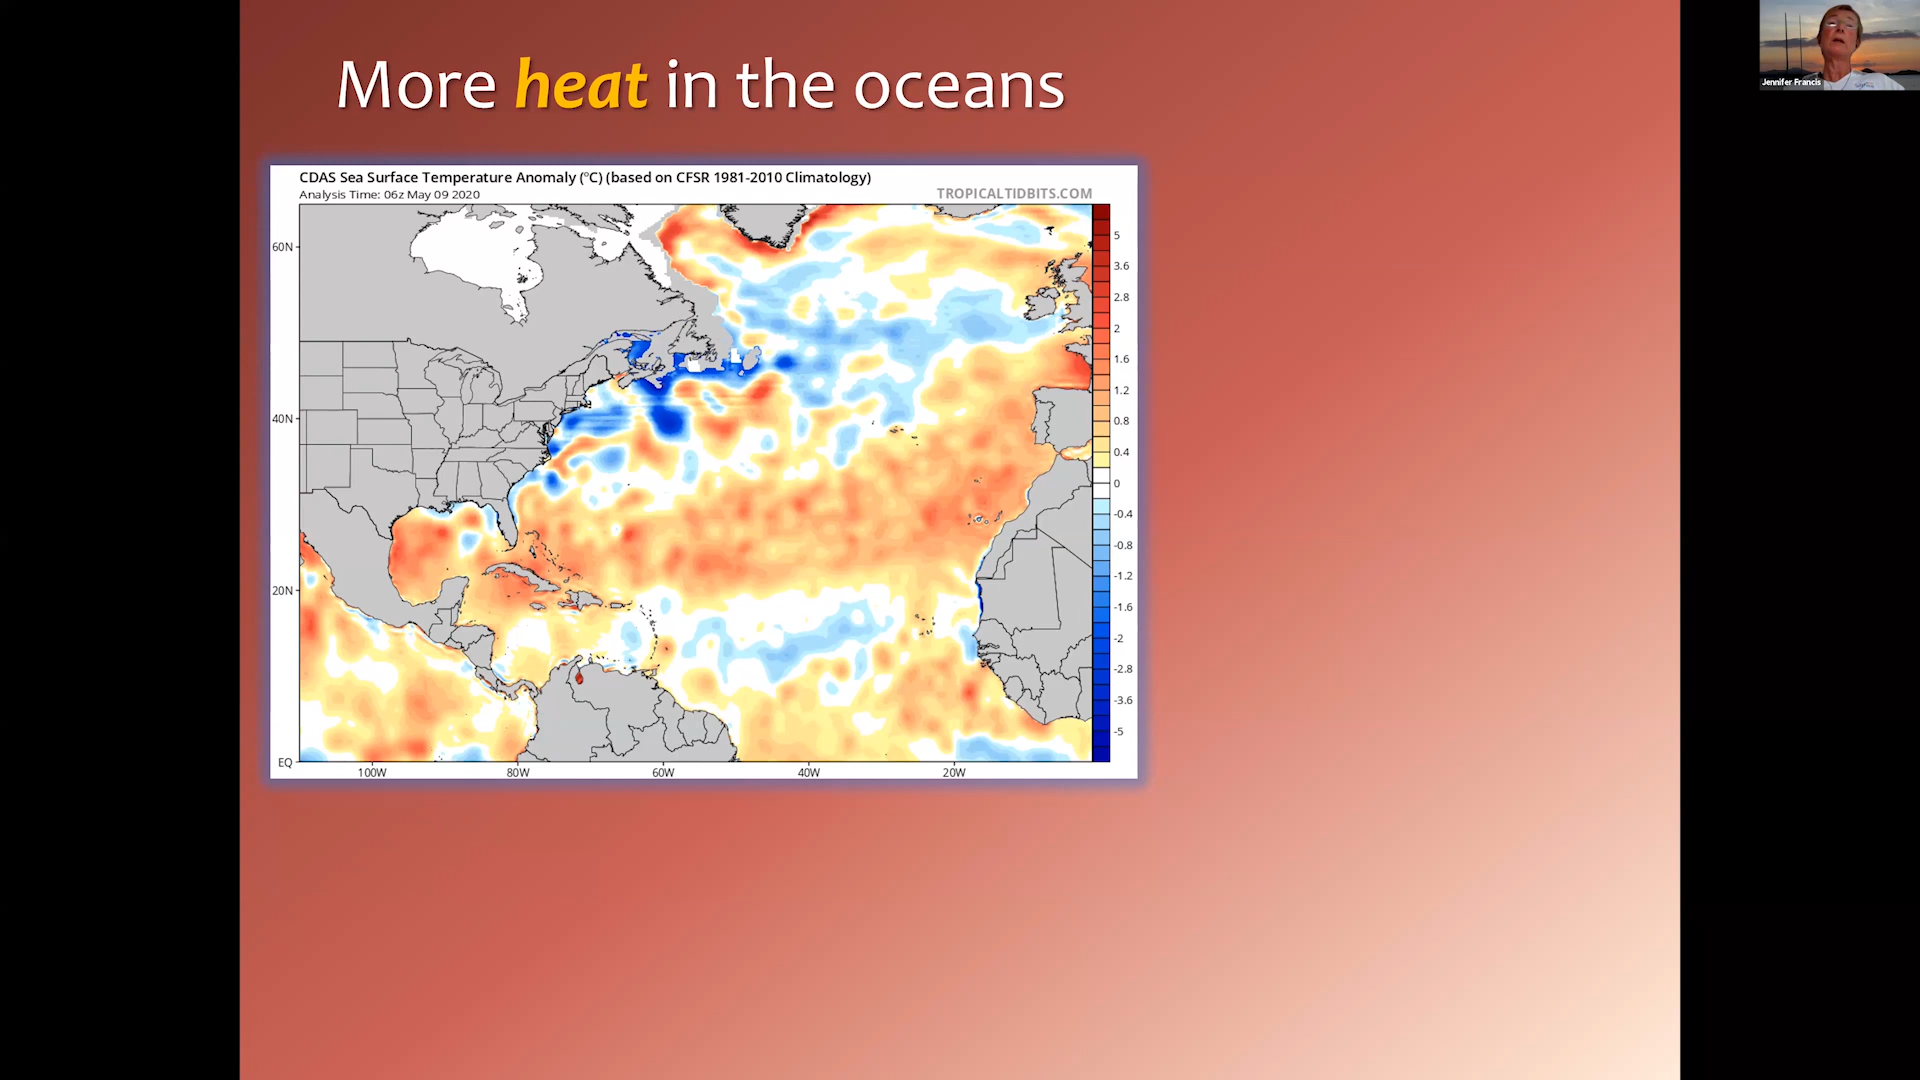 More heat in the oceans
Jennifer Francis
CDAS Sea Surface Temperature Anomaly (°C) (based on CFSR 1981-2010 Climatology)
Analysis Time: 06z May 09 2020
TROPICALTIDBITS.COM
60N
40N
20N
EQ
100W
80W
60W
40W
20W
5
3.6
2.8
2
1.6
1.2
0.8
0.4
0
-0.4
-0.8
-1.2
-1.6
-2
-2.8
-3.6
-5